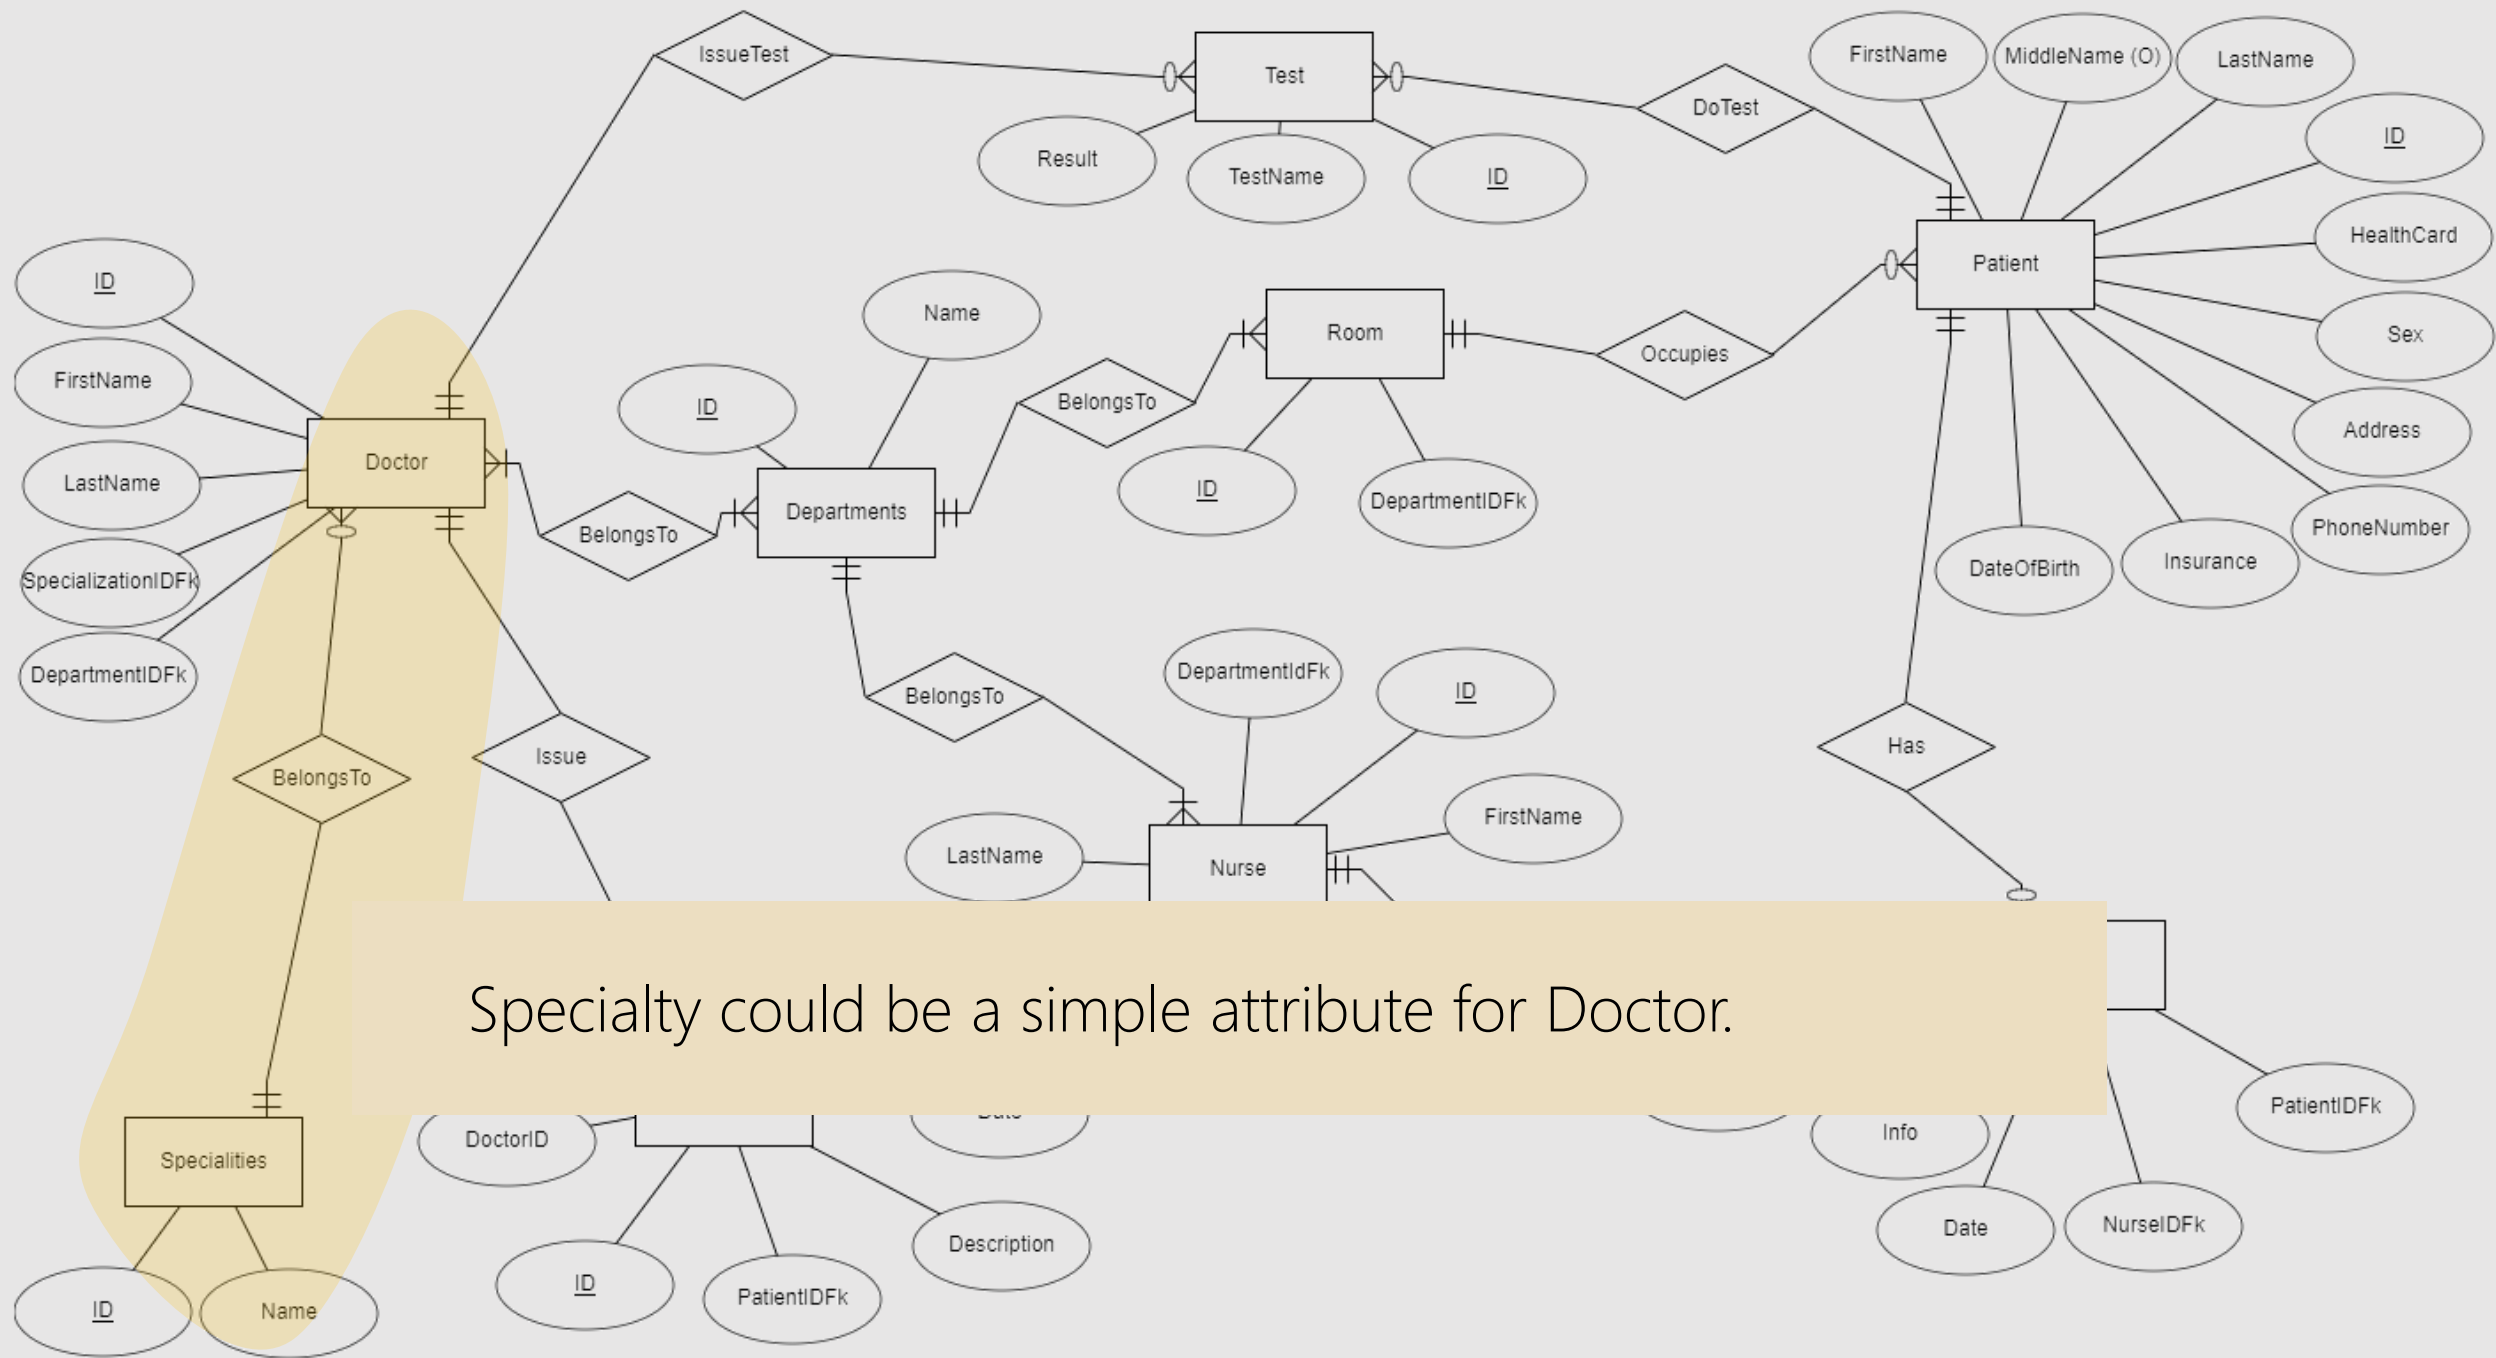 IssueTest
Test
FirstName
MiddleName (O)
LastName
DoTest
ID
Result
TestName
ID
HealthCard
Patient
ID
Name
Room
Sex
Occupies
FirstName
ID
BelongsTo
Address
Doctor
LastName
ID
DepartmentIDFk
Departments
BelongsTo
PhoneNumber
SpecializationIDFk
DateOfBirth
Insurance
DepartmentIDFk
DepartmentIdFk
ID
BelongsTo
Issue
Has
BelongsTo
FirstName
LastName
Nurse
Specialty could be a simple attribute for Doctor.
PatientIDFk
DoctorID
Info
Specialities
Date
NurseIDFk
Description
ID
PatientIDFk
ID
Name